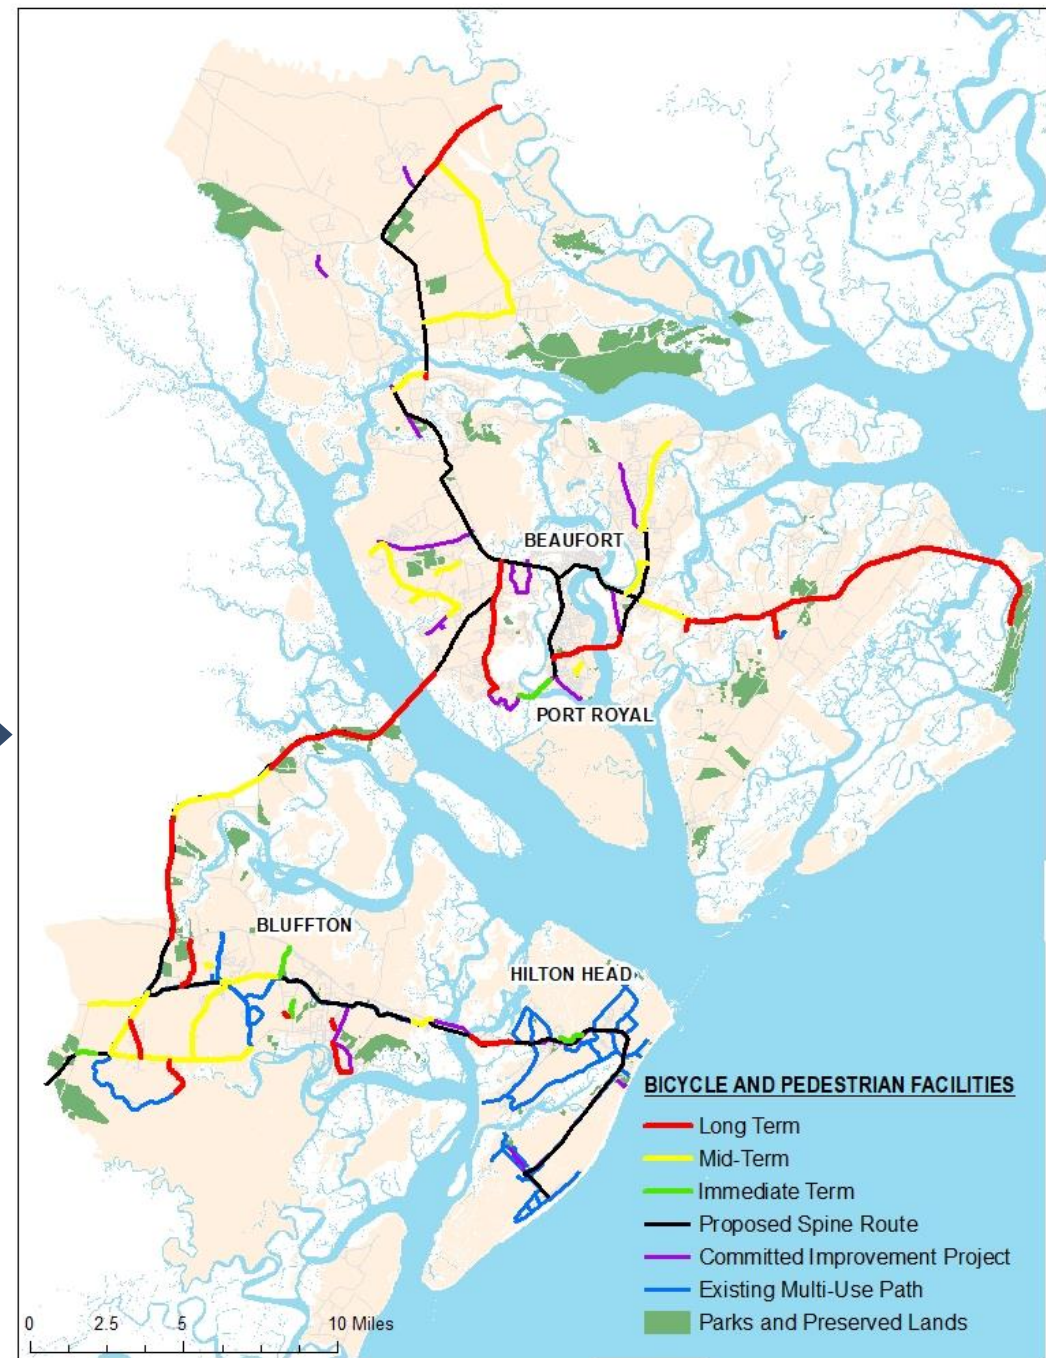 BEAUFORT
PORT ROYAL
BLUFFTON
HILTON HEAD
BICYCLE AND PEDESTRIAN FACILITIES
Long Term
Mid-Term
Immediate Term
Proposed Spine Route
Committed Improvement Project
Existing Multi-Use Path
Parks and Preserved Lands
0 2.5 5 10 Miles